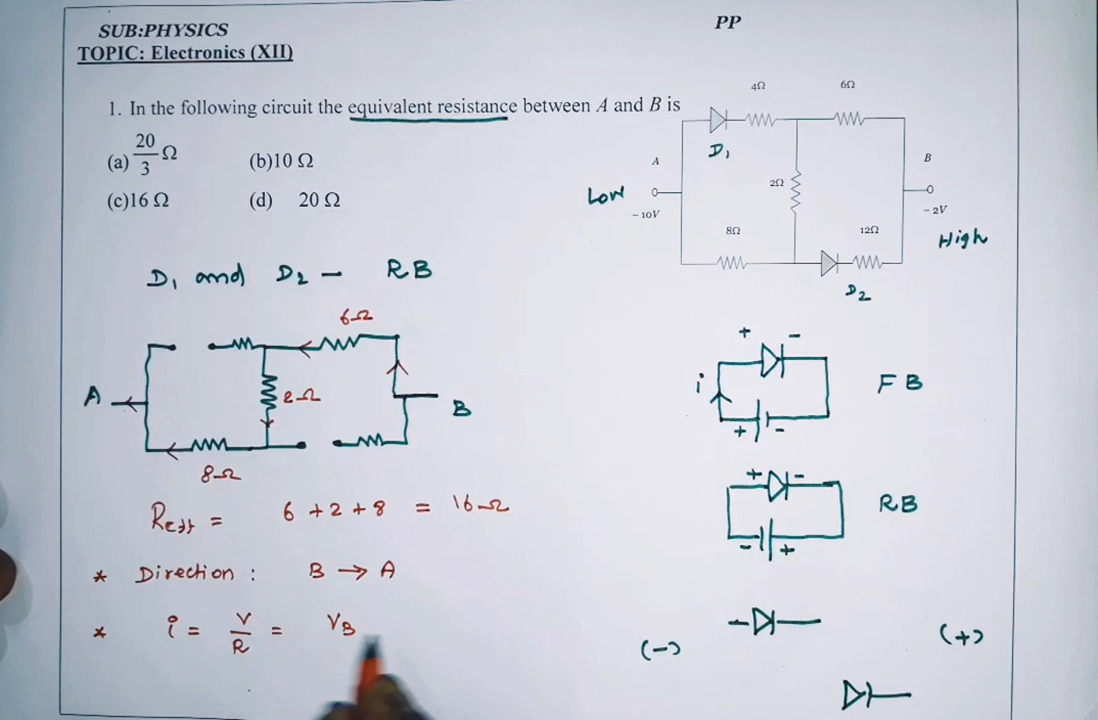 SUB:PHYSICS
PP
TOPIC: Electronics (XII)
1. In the following circuit the equivalent resistance between A and B is
(a) 20/3 Ω (b)10 Ω
(c)16 Ω (d) 20 Ω
4Ω 6Ω
D₁
A B
2Ω
Low
- 10V - 2V
High
8Ω 12Ω
D₂
D₁ and D₂ - RB
6Ω
A 2Ω B
8Ω
Reff = 6 + 2 + 8 = 16Ω
* Direction : B → A
* i = V/R = VB
+ -
i FB
+ -
+ -
RB
- +
(-) (+)